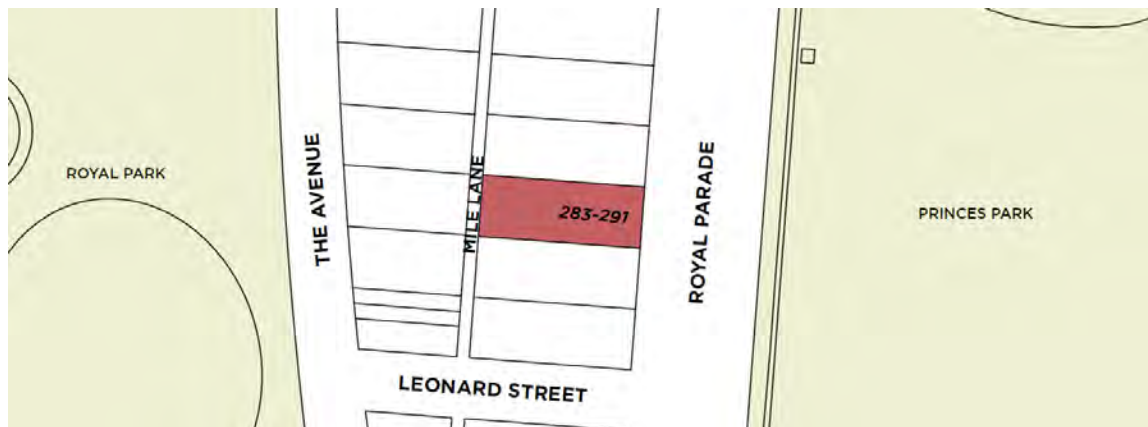 ROYAL PARK
THE AVENUE
MILE LANE
283-291
ROYAL PARADE
PRINCES PARK
LEONARD STREET